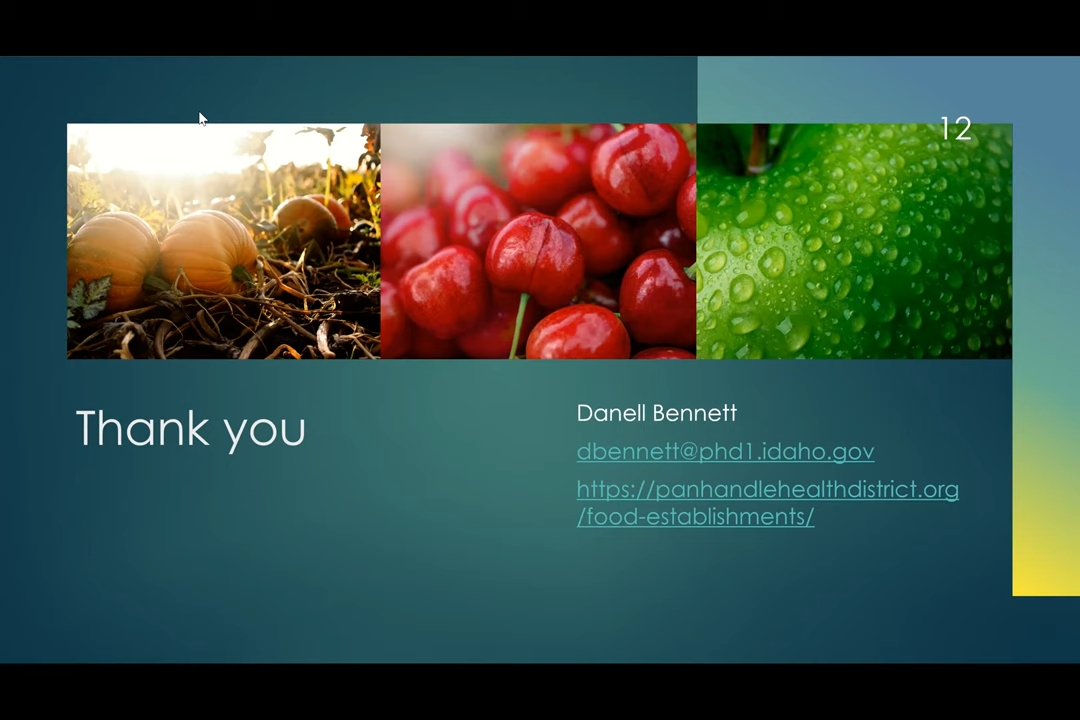 12
Thank you
Danell Bennett
dbennett@phd1.idaho.gov
https://panhandlehealthdistrict.org
/food-establishments/